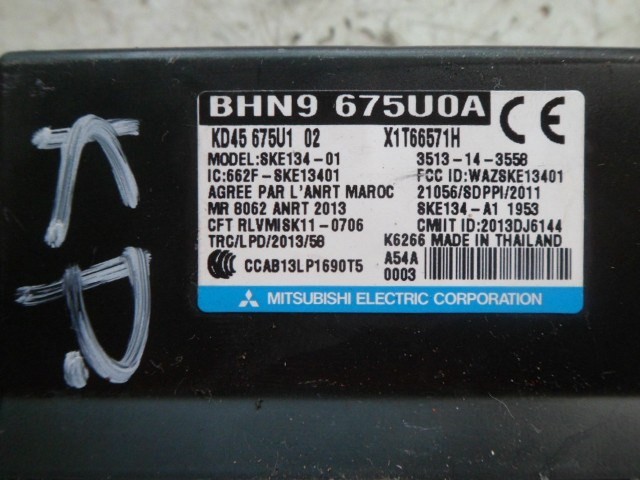 BHN9 675U0A
CE
KD45 675U1 02 X1T66571H
MODEL:SKE134-01 3513-14-3558
IC:662F-SKE13401 FCC ID:WAZSKE13401
AGREE PAR L'ANRT MAROC 21056/SDPPI/2011
MR 8062 ANRT 2013 SKE134-A1 1953
CFT RLVMISK11-0706 CMIIT ID:2013DJ6144
TRC/LPD/2013/58 K6266 MADE IN THAILAND
CCAB13LP1690T5 A54A
0003
MITSUBISHI ELECTRIC CORPORATION